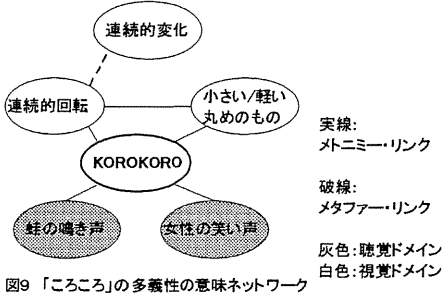 連続的変化
連続的回転
小さい/軽い
丸めのもの
KOROKORO
蛙の鳴き声
女性の笑い声
実線:
メトニミー・リンク
破線:
メタファー・リンク
灰色:聴覚ドメイン
白色:視覚ドメイン
図9 「ころころ」の多義性の意味ネットワーク